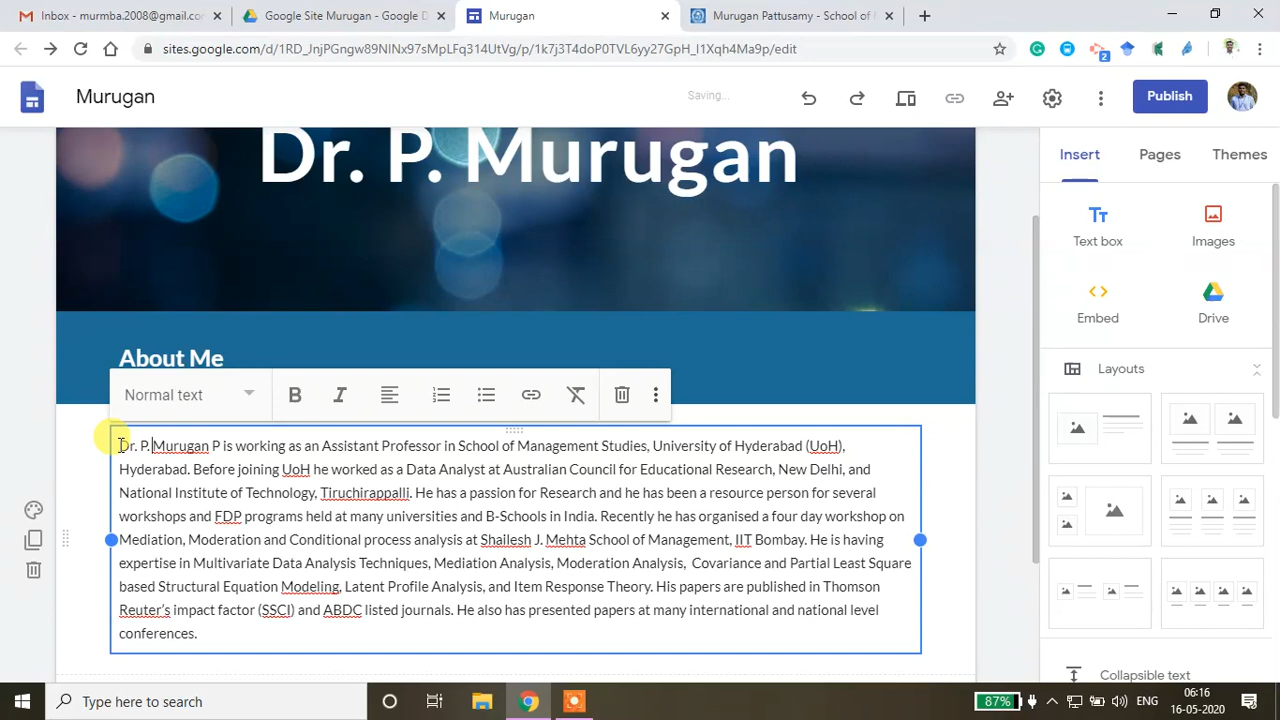 Inbox - murmba.2008@gmail.com
Google Site Murugan - Google D
Murugan
Murugan Pattusamy - School of
sites.google.com/d/1RD_JnjPGngw89NINx97sMpLFq314UtVg/p/1k7j3T4doP0TVL6yy27GpH_I1Xqh4Ma9p/edit
2
Murugan
Saving...
Publish
Dr. P. Murugan
Insert
Pages
Themes
Text box
Images
Embed
Drive
About Me
Layouts
Normal text
Dr. P. Murugan P is working as an Assistant Professor in School of Management Studies, University of Hyderabad (UoH),
Hyderabad. Before joining UoH he worked as a Data Analyst at Australian Council for Educational Research, New Delhi, and
National Institute of Technology, Tiruchirappalli. He has a passion for Research and he has been a resource person for several
workshops and FDP programs held at many universities and B-Schools in India. Recently he has organised a four day workshop on
Mediation, Moderation and Conditional process analysis at Shailesh J. Mehta School of Management, IIT Bombay. He is having
expertise in Multivariate Data Analysis Techniques, Mediation Analysis, Moderation Analysis, Covariance and Partial Least Square
based Structural Equation Modeling, Latent Profile Analysis, and Item Response Theory. His papers are published in Thomson
Reuter's impact factor (SSCI) and ABDC listed journals. He also has presented papers at many international and national level
conferences.
Collapsible text
Type here to search
87%
ENG
06:16
16-05-2020